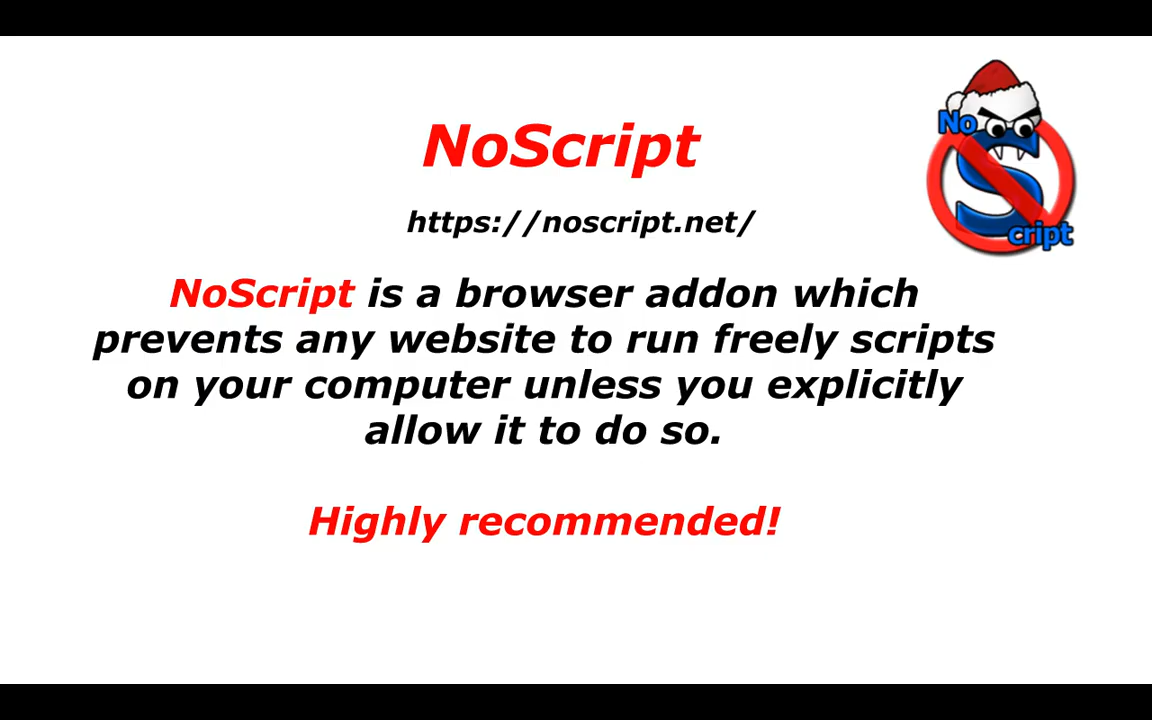 NoScript
No
S
cript
https://noscript.net/
NoScript is a browser addon which
prevents any website to run freely scripts
on your computer unless you explicitly
allow it to do so.
Highly recommended!